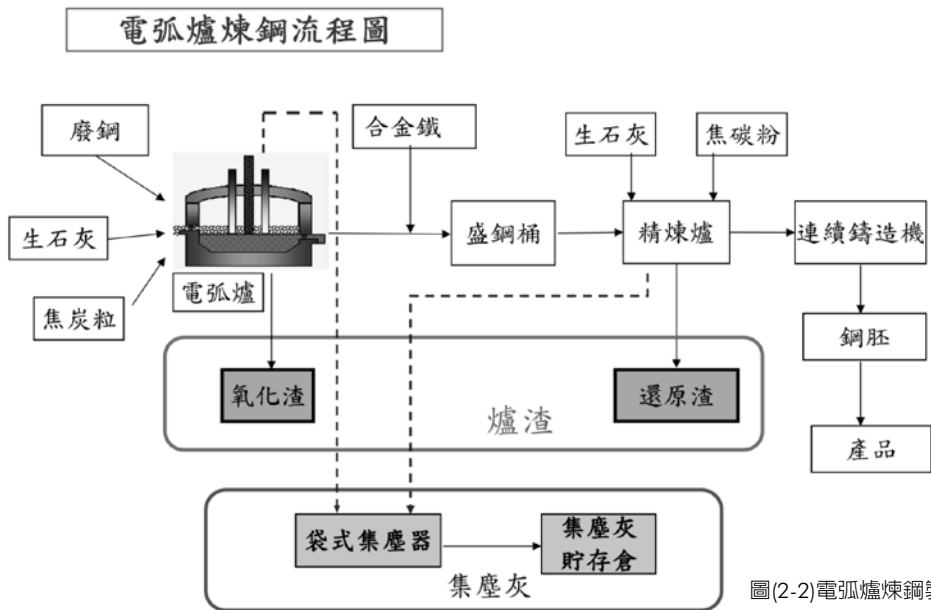 電弧爐煉鋼流程圖
廢鋼
合金鐵
生石灰
焦碳粉
生石灰
盛鋼桶
精煉爐
連續鑄造機
電弧爐
焦炭粒
鋼胚
氧化渣
還原渣
爐渣
產品
袋式集塵器
集塵灰
貯存倉
集塵灰
圖(2-2)電弧爐煉鋼